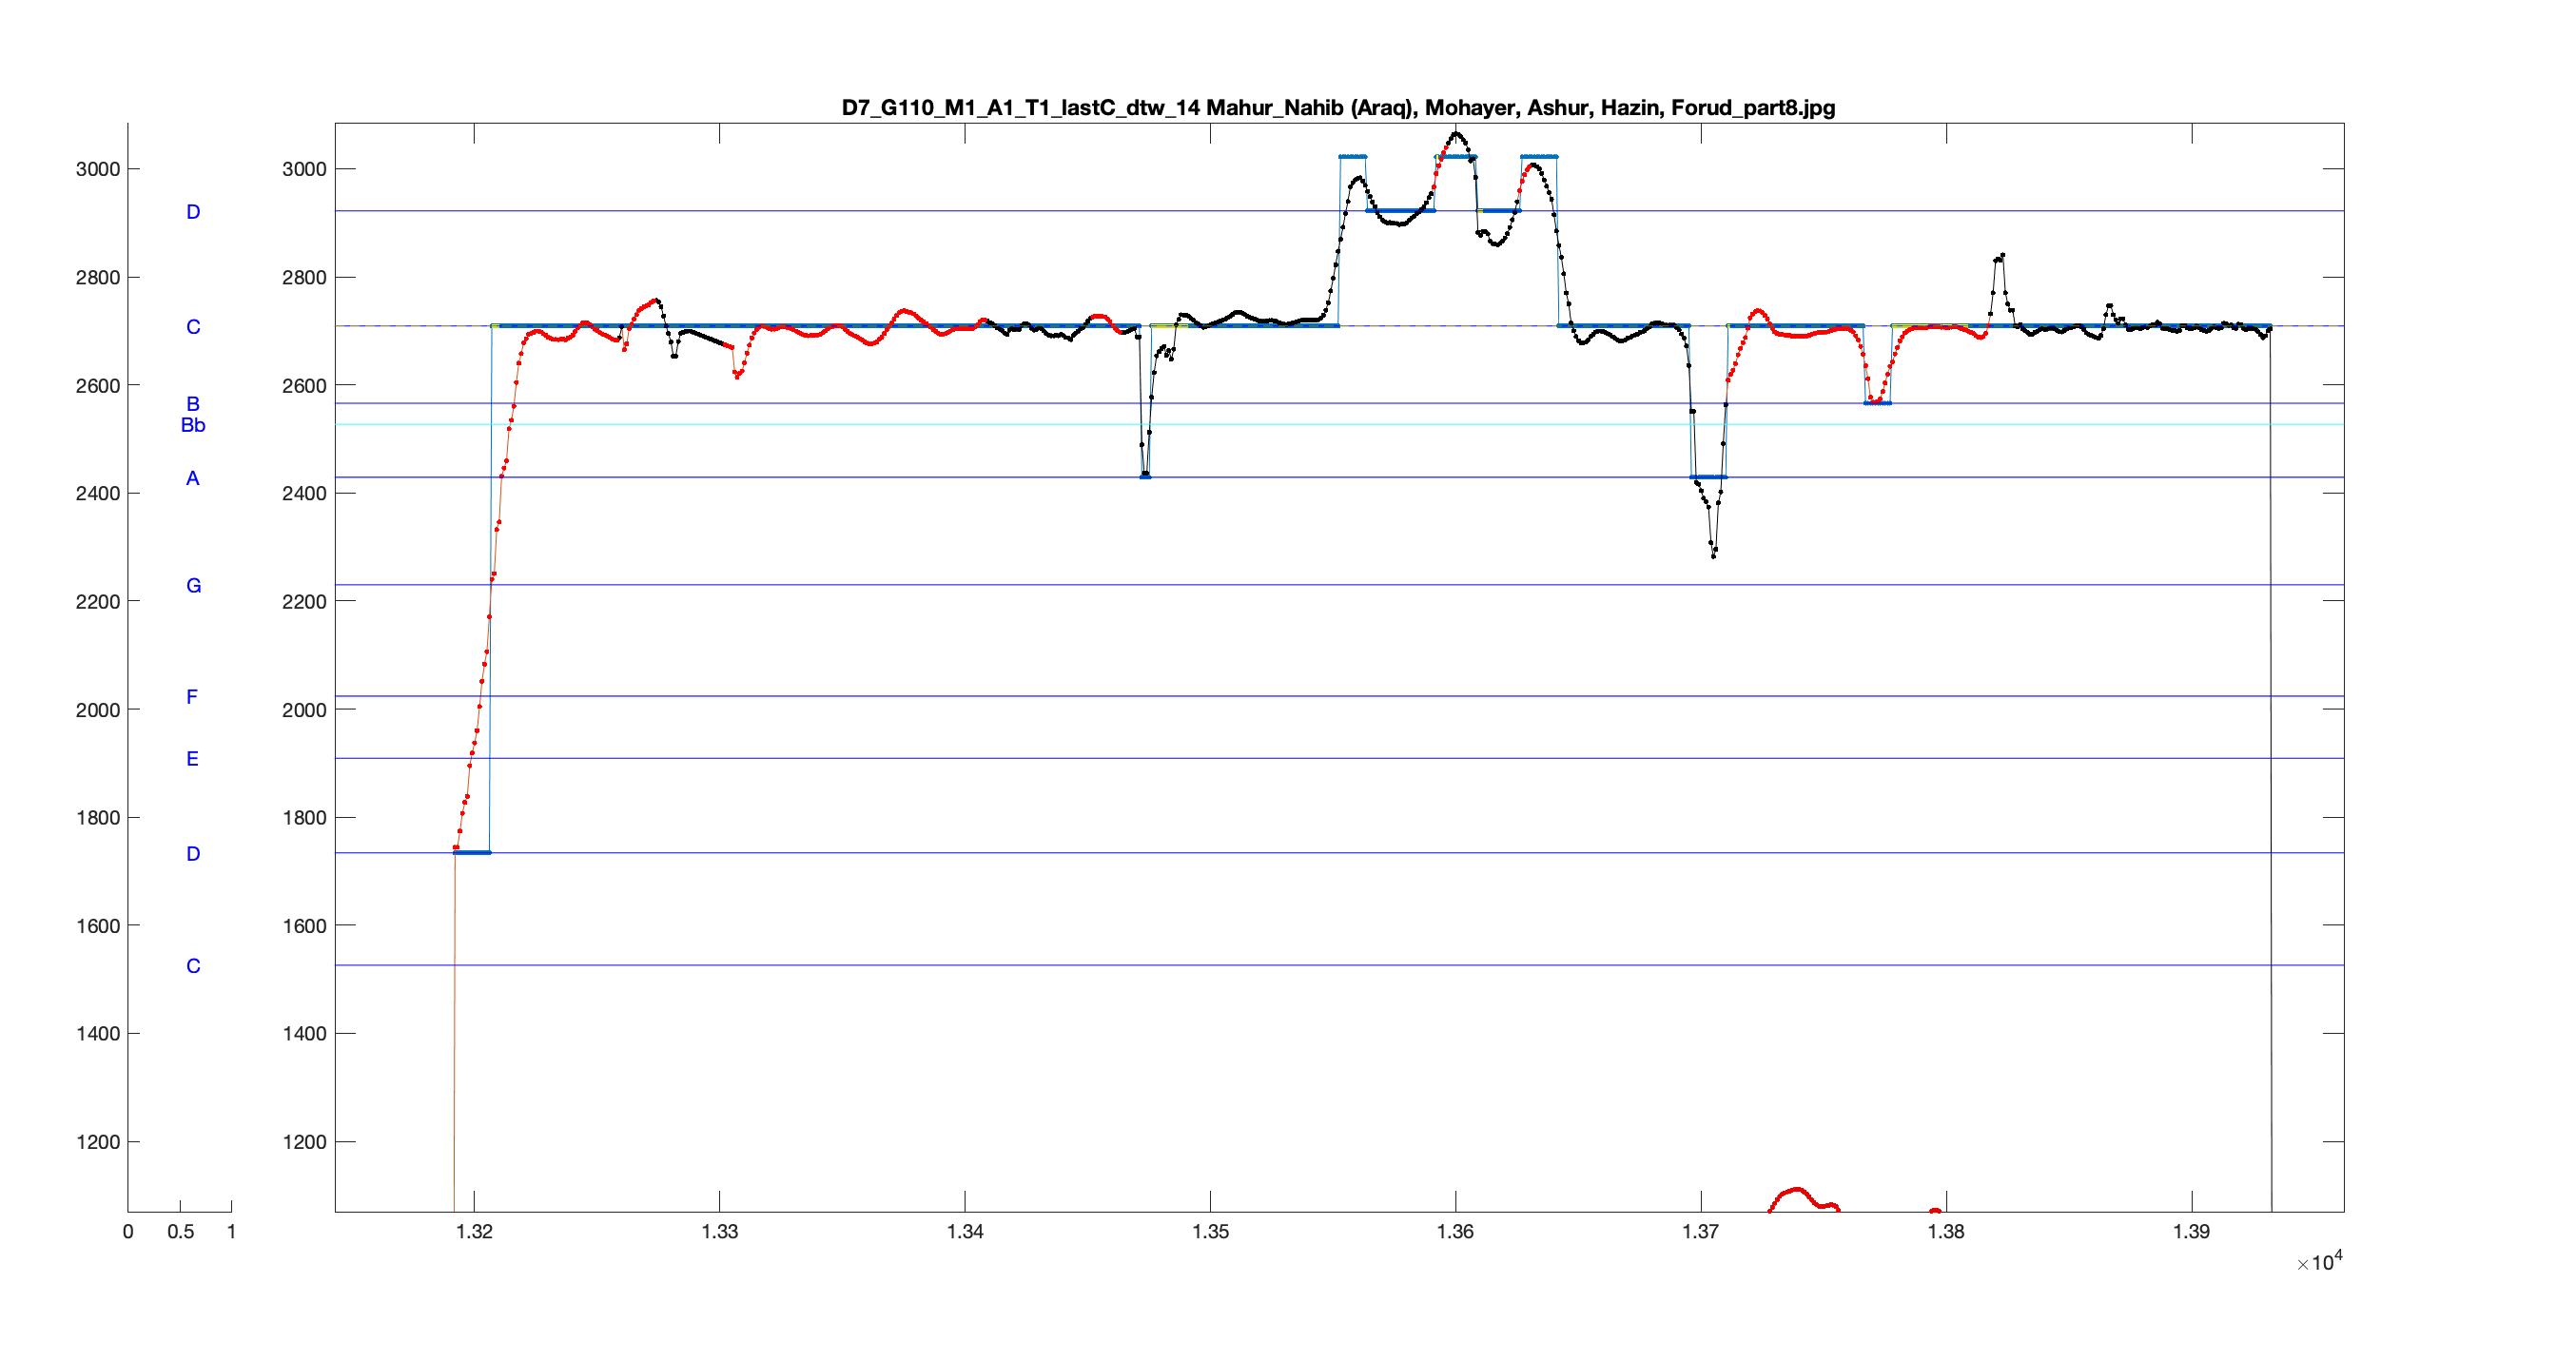 D7_G110_M1_A1_T1_lastC_dtw_14 Mahur_Nahib (Araq), Mohayer, Ashur, Hazin, Forud_part8.jpg
3000 3000
D
2800 2800
C
2600 2600
B
Bb
A
2400 2400
G
2200 2200
F
2000 2000
E
1800 1800
D
1600 1600
C
1400 1400
1200 1200
0 0.5 1 1.32 1.33 1.34 1.35 1.36 1.37 1.38 1.39
×10^4